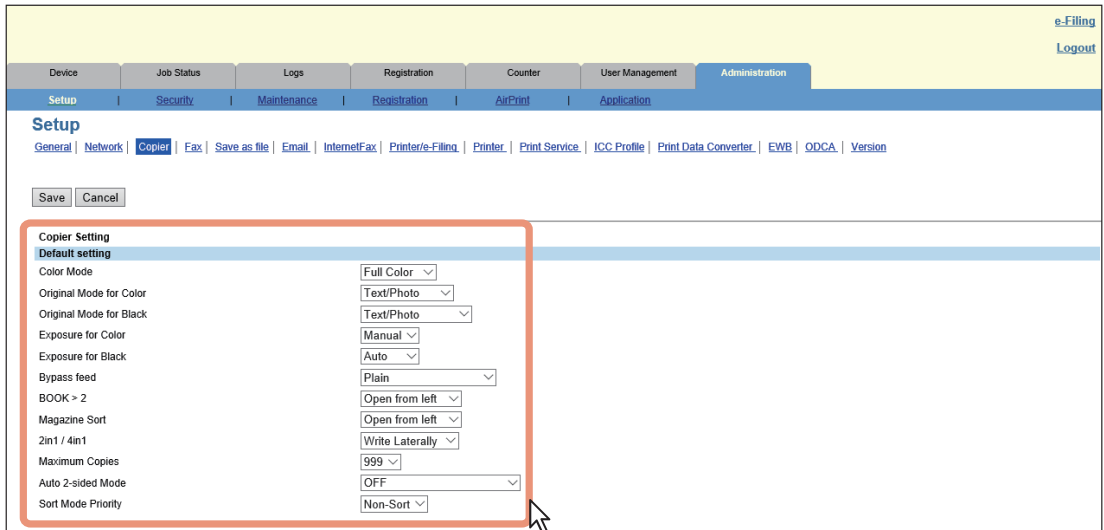 e-Filing
Logout
Device Job Status Logs Registration Counter User Management Administration
Setup | Security | Maintenance | Registration | AirPrint | Application
Setup
General | Network | Copier | Fax | Save as file | Email | InternetFax | Printer/e-Filing | Printer | Print Service | ICC Profile | Print Data Converter | EWB | ODCA | Version
Save Cancel
Copier Setting
Default setting
Color Mode Full Color
Original Mode for Color Text/Photo
Original Mode for Black Text/Photo
Exposure for Color Manual
Exposure for Black Auto
Bypass feed Plain
BOOK > 2 Open from left
Magazine Sort Open from left
2in1 / 4in1 Write Laterally
Maximum Copies 999
Auto 2-sided Mode OFF
Sort Mode Priority Non-Sort